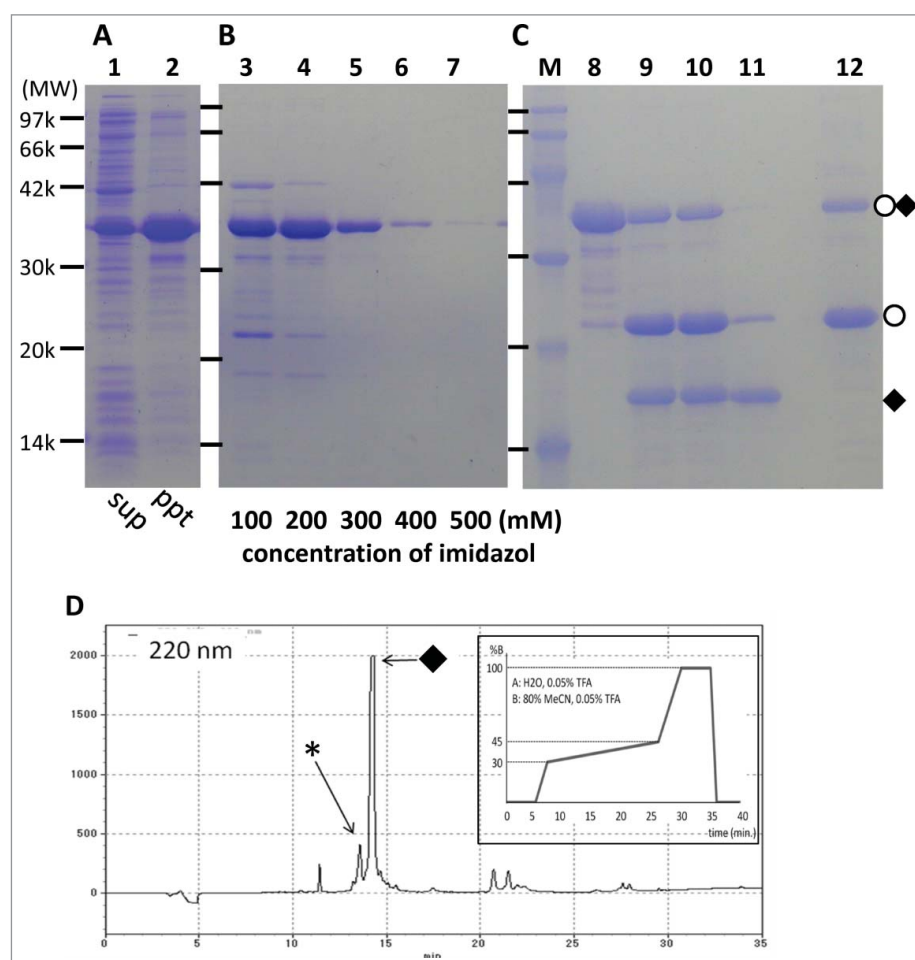 A B C
1 2 3 4 5 6 7 M 8 9 10 11 12
(MW)
97k
66k
42k
30k
20k
14k
sup ppt
100 200 300 400 500 (mM)
concentration of imidazol
D
220 nm
2000
1500
1000
500
0
*
0 5 10 15 20 25 30 35
min
%B
100
A: H2O, 0.05% TFA
B: 80% MeCN, 0.05% TFA
45
30
0 5 10 15 20 25 30 35 40
time (min.)